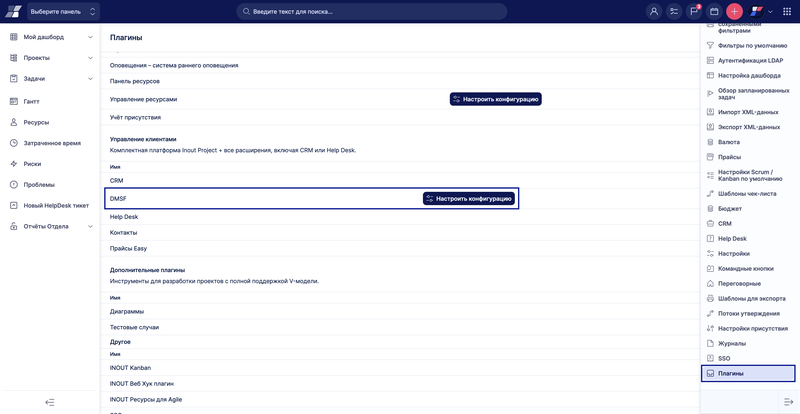 Выберите панель
Введите текст для поиска...
Мой дашборд
Проекты
Задачи
Гантт
Ресурсы
Затраченное время
Риски
Проблемы
Новый HelpDesk тикет
Отчёты Отдела
Плагины
Оповещения – система раннего оповещения
Панель ресурсов
Управление ресурсами
Настроить конфигурацию
Учёт присутствия
Управление клиентами
Комплектная платформа Inout Project + все расширения, включая CRM или Help Desk.
Имя
CRM
DMSF
Настроить конфигурацию
Help Desk
Контакты
Прайсы Easy
Дополнительные плагины
Инструменты для разработки проектов с полной поддержкой V-модели.
Имя
Диаграммы
Тестовые случаи
Другое
Имя
INOUT Kanban
INOUT Веб Хук плагин
INOUT Ресурсы для Agile
сохраненными
фильтрами
Фильтры по умолчанию
Аутентификация LDAP
Настройка дашборда
Обзор запланированных
задач
Импорт XML-данных
Экспорт XML-данных
Валюта
Прайсы
Настройки Scrum /
Kanban по умолчанию
Шаблоны чек-листа
Бюджет
CRM
Help Desk
Настройки
Командные кнопки
Переговорные
Шаблоны для экспорта
Потоки утверждения
Настройки присутствия
Журналы
SSO
Плагины